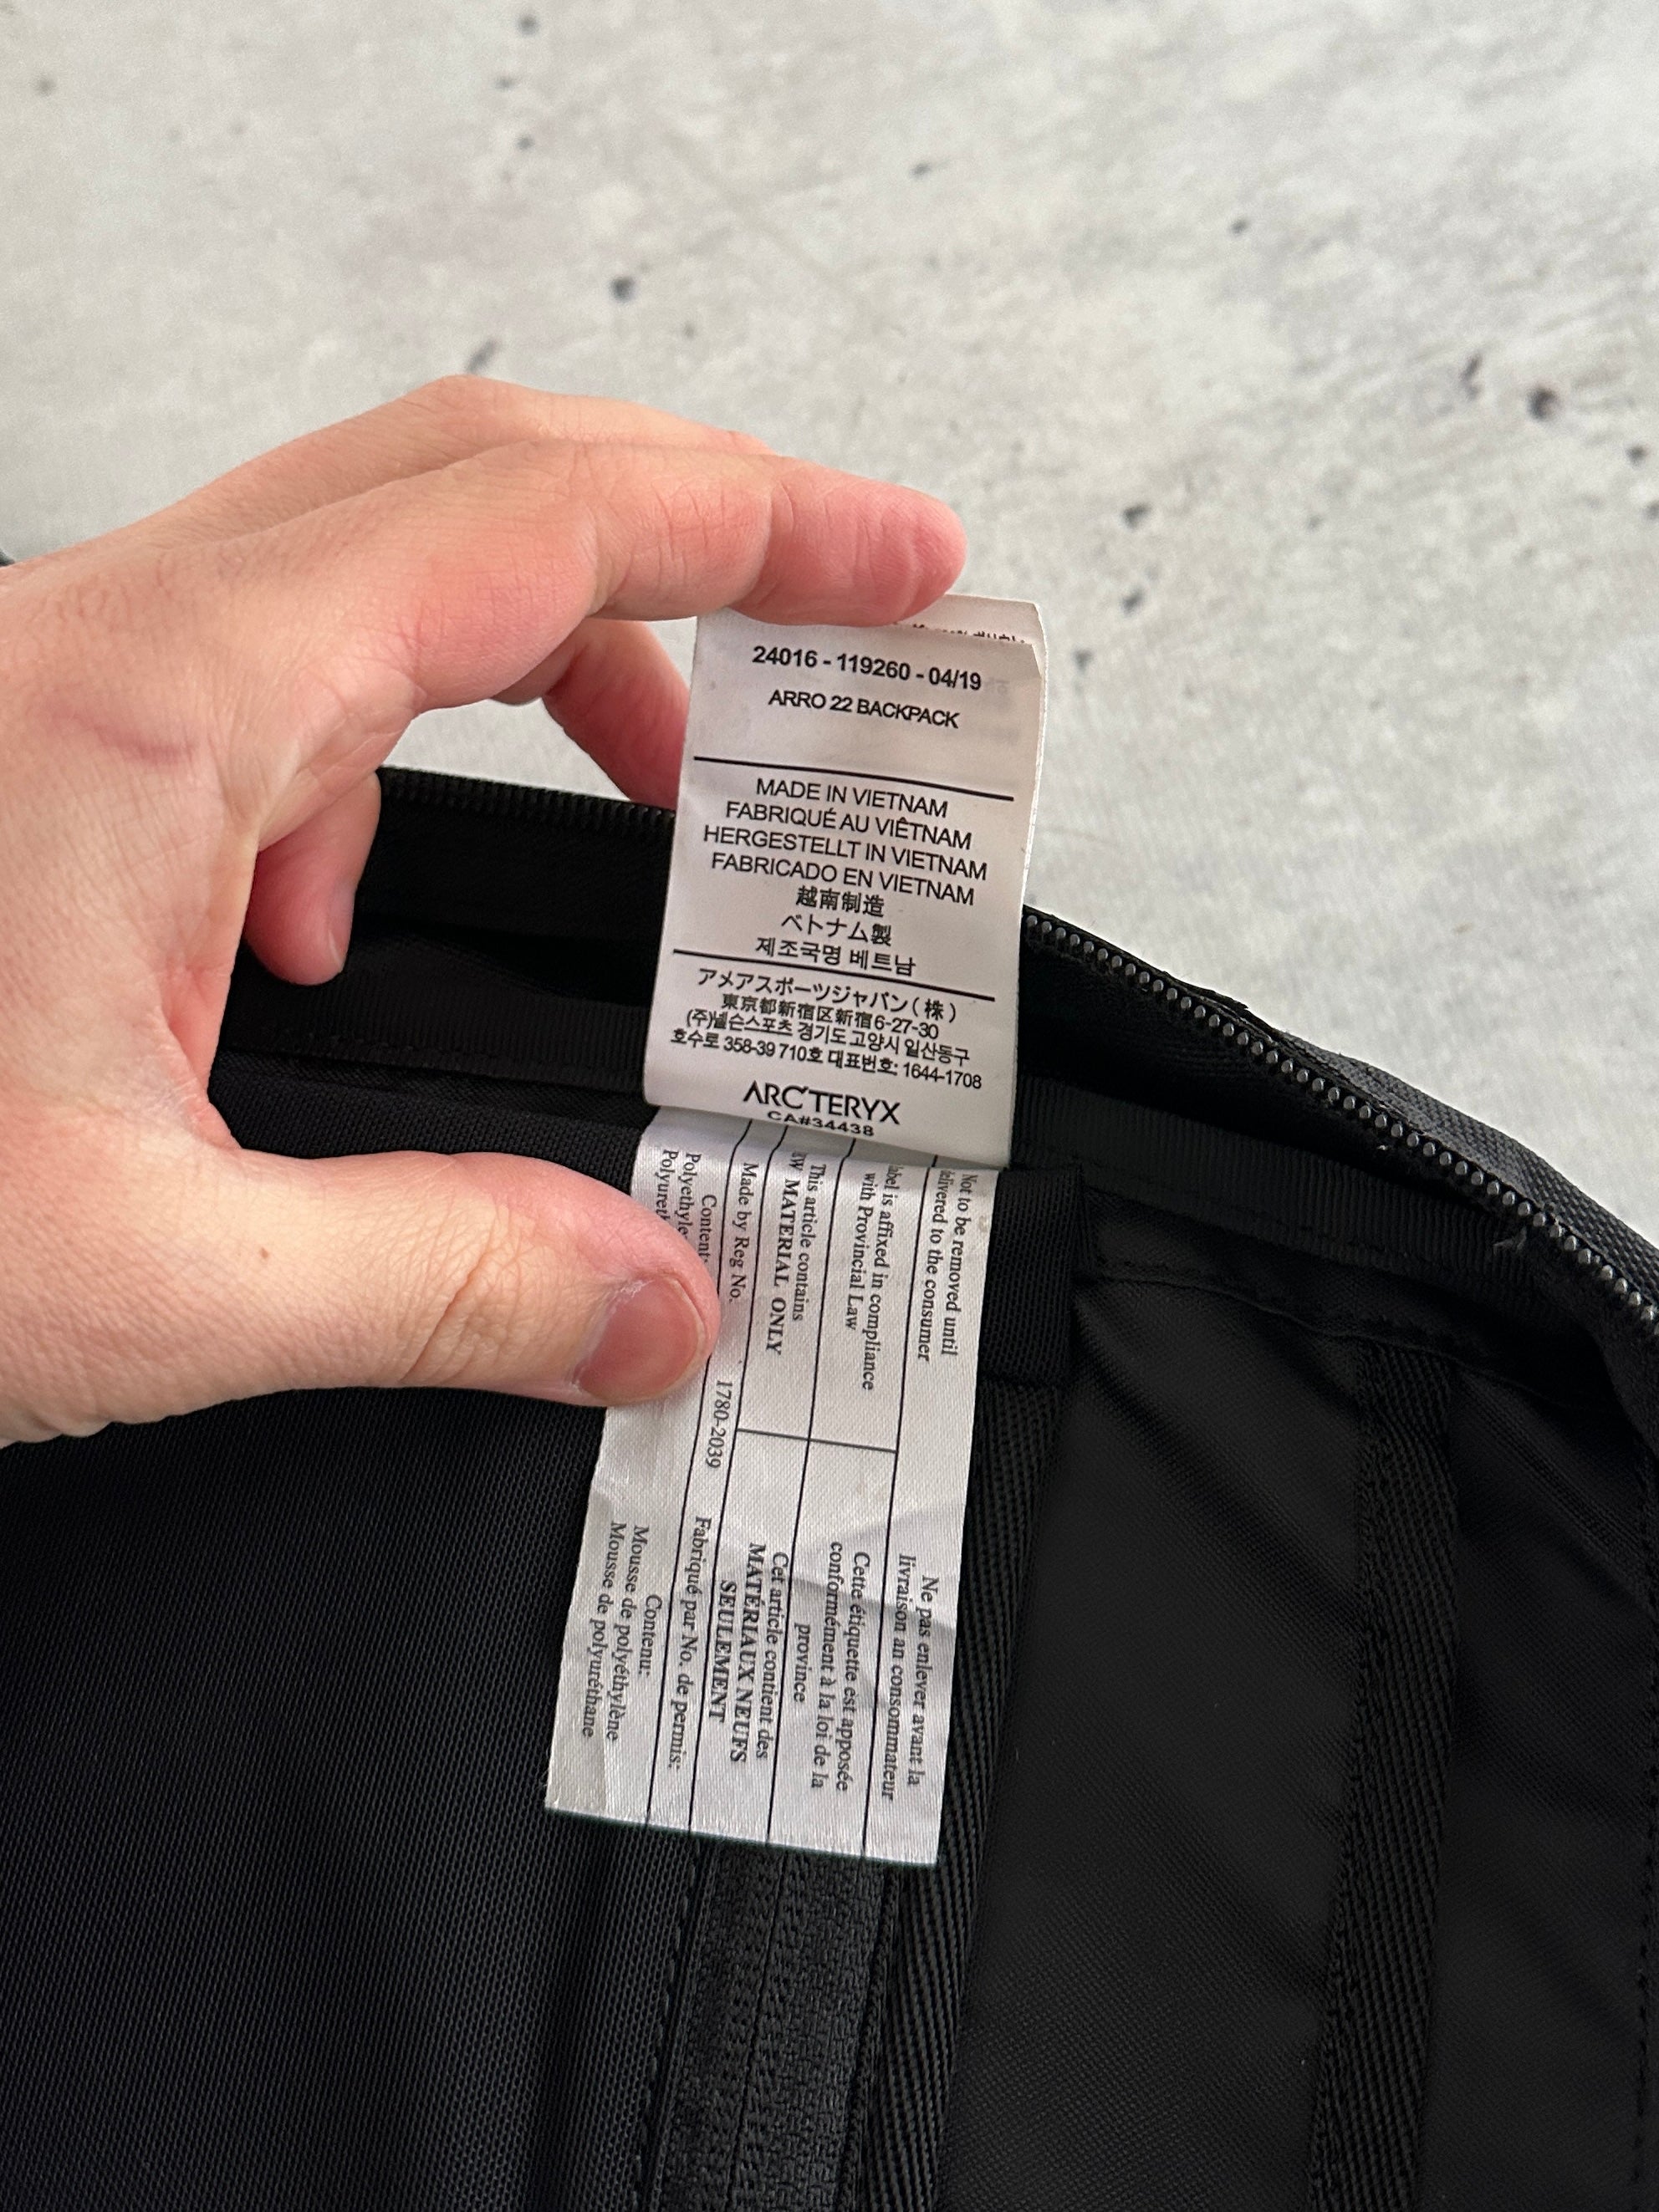 24016 - 119260 - 04/19
ARRO 22 BACKPACK
MADE IN VIETNAM
FABRIQUÉ AU VIÊTNAM
HERGESTELLT IN VIETNAM
FABRICADO EN VIETNAM
越南制造
ベトナム製
제조국명 베트남
アメアスポーツジャパン(株)
東京都新宿区新宿6-27-30
(주)넬슨스포츠 경기도 고양시 일산동구
호수로 358-39 710호 대표번호: 1644-1708
ARC'TERYX
CA#34438
Not to be removed until
delivered to the consumer
Ne pas enlever avant la
livraison an consommateur
label is affixed in compliance
with Provincial Law
Cette étiquette est apposée
conformément à la loi de la
province
This article contains
MATERIAL ONLY
Cet article contient des
MATÉRIAUX NEUFS
SEULEMENT
Made by Reg No.
1780-2039
Fabriqué par No. de permis:
Content:
Contenu:
Mousse de polyéthylène
Mousse de polyuréthane